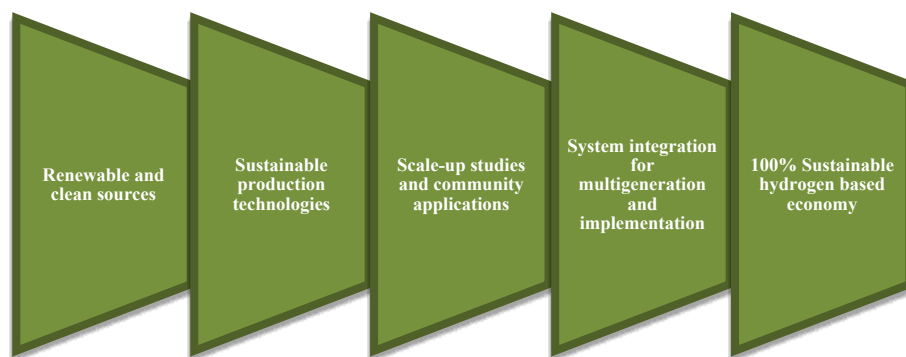 Renewable and
clean sources
Sustainable
production
technologies
Scale-up studies
and community
applications
System integration
for
multigeneration
and
implementation
100% Sustainable
hydrogen based
economy